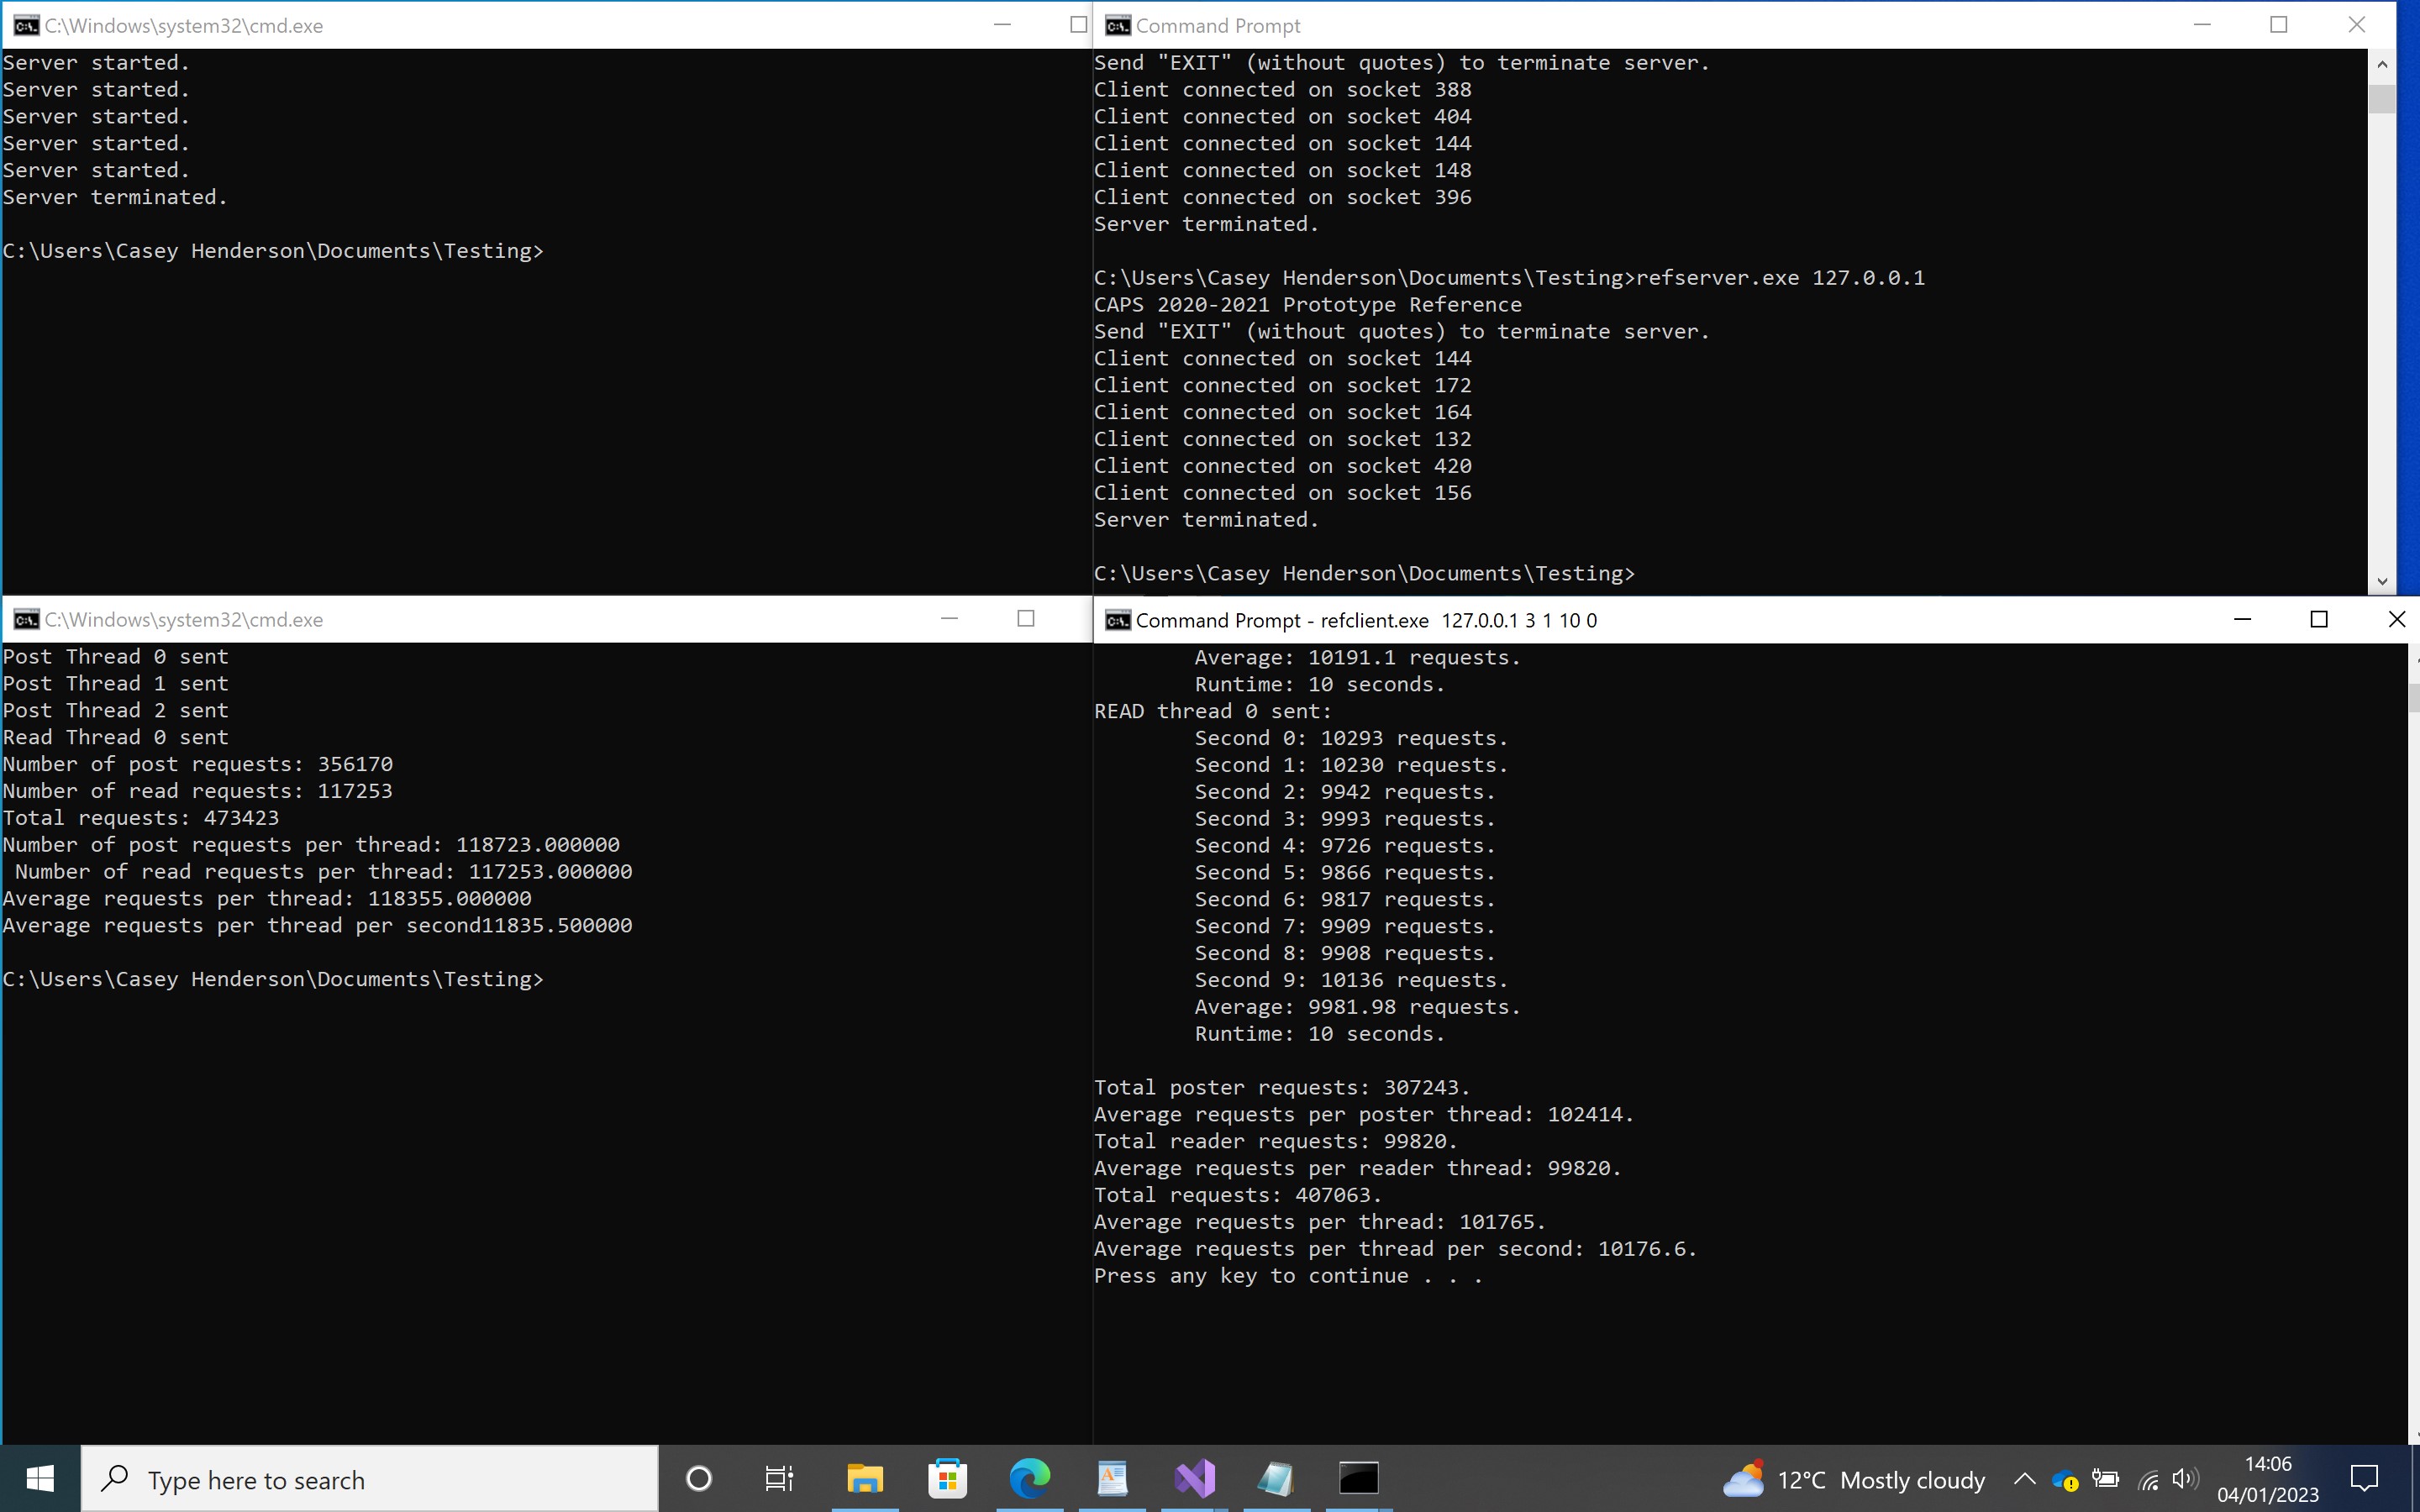 C:\Windows\system32\cmd.exe
Server started.
Server started.
Server started.
Server started.
Server started.
Server terminated.
C:\Users\Casey Henderson\Documents\Testing>
Command Prompt
Send "EXIT" (without quotes) to terminate server.
Client connected on socket 388
Client connected on socket 404
Client connected on socket 144
Client connected on socket 148
Client connected on socket 396
Server terminated.
C:\Users\Casey Henderson\Documents\Testing>refserver.exe 127.0.0.1
CAPS 2020-2021 Prototype Reference
Send "EXIT" (without quotes) to terminate server.
Client connected on socket 144
Client connected on socket 172
Client connected on socket 164
Client connected on socket 132
Client connected on socket 420
Client connected on socket 156
Server terminated.
C:\Users\Casey Henderson\Documents\Testing>
C:\Windows\system32\cmd.exe
Post Thread 0 sent
Post Thread 1 sent
Post Thread 2 sent
Read Thread 0 sent
Number of post requests: 356170
Number of read requests: 117253
Total requests: 473423
Number of post requests per thread: 118723.000000
Number of read requests per thread: 117253.000000
Average requests per thread: 118355.000000
Average requests per thread per second11835.500000
C:\Users\Casey Henderson\Documents\Testing>
Command Prompt - refclient.exe 127.0.0.1 3 1 10 0
Average: 10191.1 requests.
Runtime: 10 seconds.
READ thread 0 sent:
Second 0: 10293 requests.
Second 1: 10230 requests.
Second 2: 9942 requests.
Second 3: 9993 requests.
Second 4: 9726 requests.
Second 5: 9866 requests.
Second 6: 9817 requests.
Second 7: 9909 requests.
Second 8: 9908 requests.
Second 9: 10136 requests.
Average: 9981.98 requests.
Runtime: 10 seconds.
Total poster requests: 307243.
Average requests per poster thread: 102414.
Total reader requests: 99820.
Average requests per reader thread: 99820.
Total requests: 407063.
Average requests per thread: 101765.
Average requests per thread per second: 10176.6.
Press any key to continue . . .
Type here to search
12°C Mostly cloudy
14:06
04/01/2023